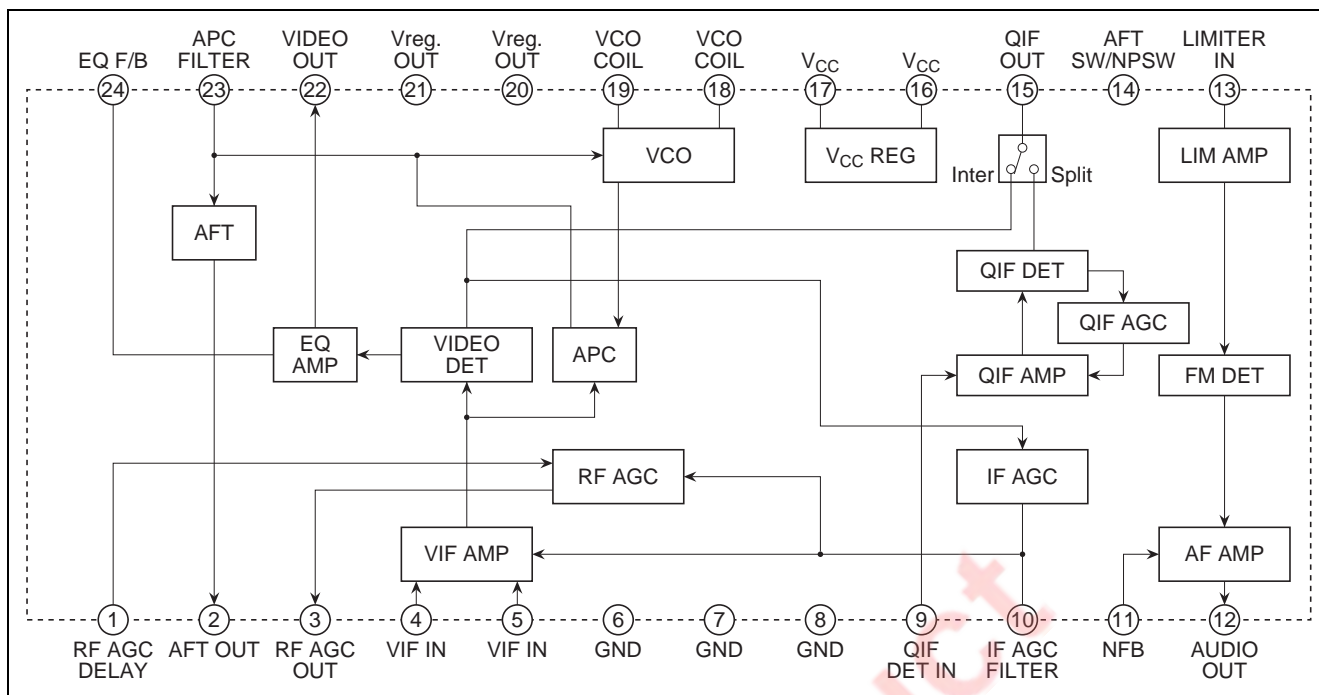 EQ F/B
APC
FILTER
VIDEO
OUT
Vreg.
OUT
Vreg.
OUT
VCO
COIL
VCO
COIL
VCC
VCC
QIF
OUT
AFT
SW/NPSW
LIMITER
IN
24
23
22
21
20
19
18
17
16
15
14
13
VCO
VCC REG
Inter
Split
LIM AMP
AFT
QIF DET
QIF AGC
EQ
AMP
VIDEO
DET
APC
QIF AMP
FM DET
RF AGC
IF AGC
VIF AMP
AF AMP
1
2
3
4
5
6
7
8
9
10
11
12
RF AGC
DELAY
AFT OUT
RF AGC
OUT
VIF IN
VIF IN
GND
GND
GND
QIF
DET IN
IF AGC
FILTER
NFB
AUDIO
OUT
uct